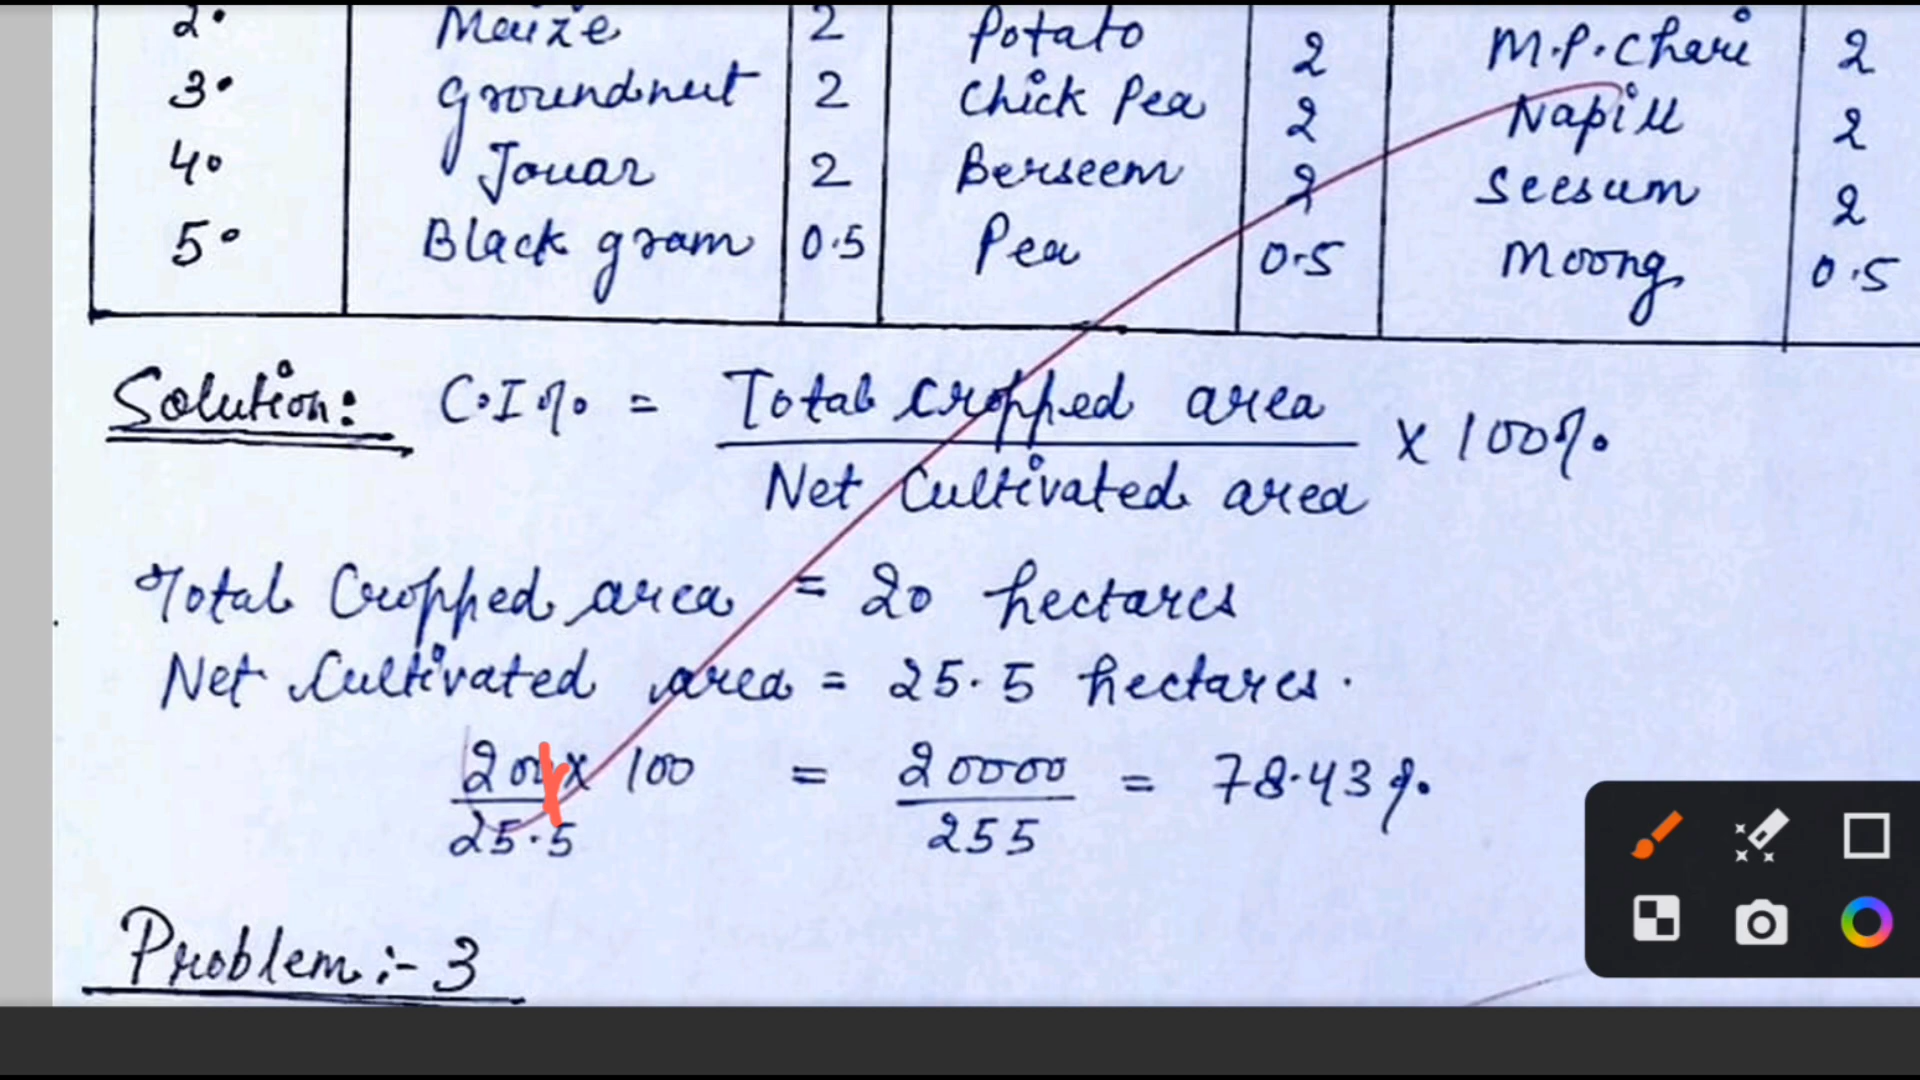 2. Maize 2 Potato 2 M.P. Chari 2
3. Groundnut 2 Chick Pea 2 Napill 2
4. Jouar 2 Berseem 2 Seesum 2
5. Black gram 0.5 Pea 0.5 Moong 0.5
Solution: C.I% = Total Cropped area / Net Cultivated area × 100%
Total Cropped area = 20 hectares
Net Cultivated area = 25.5 hectares.
200 × 100 / 25.5 = 20000 / 255 = 78.43%
Problem:- 3